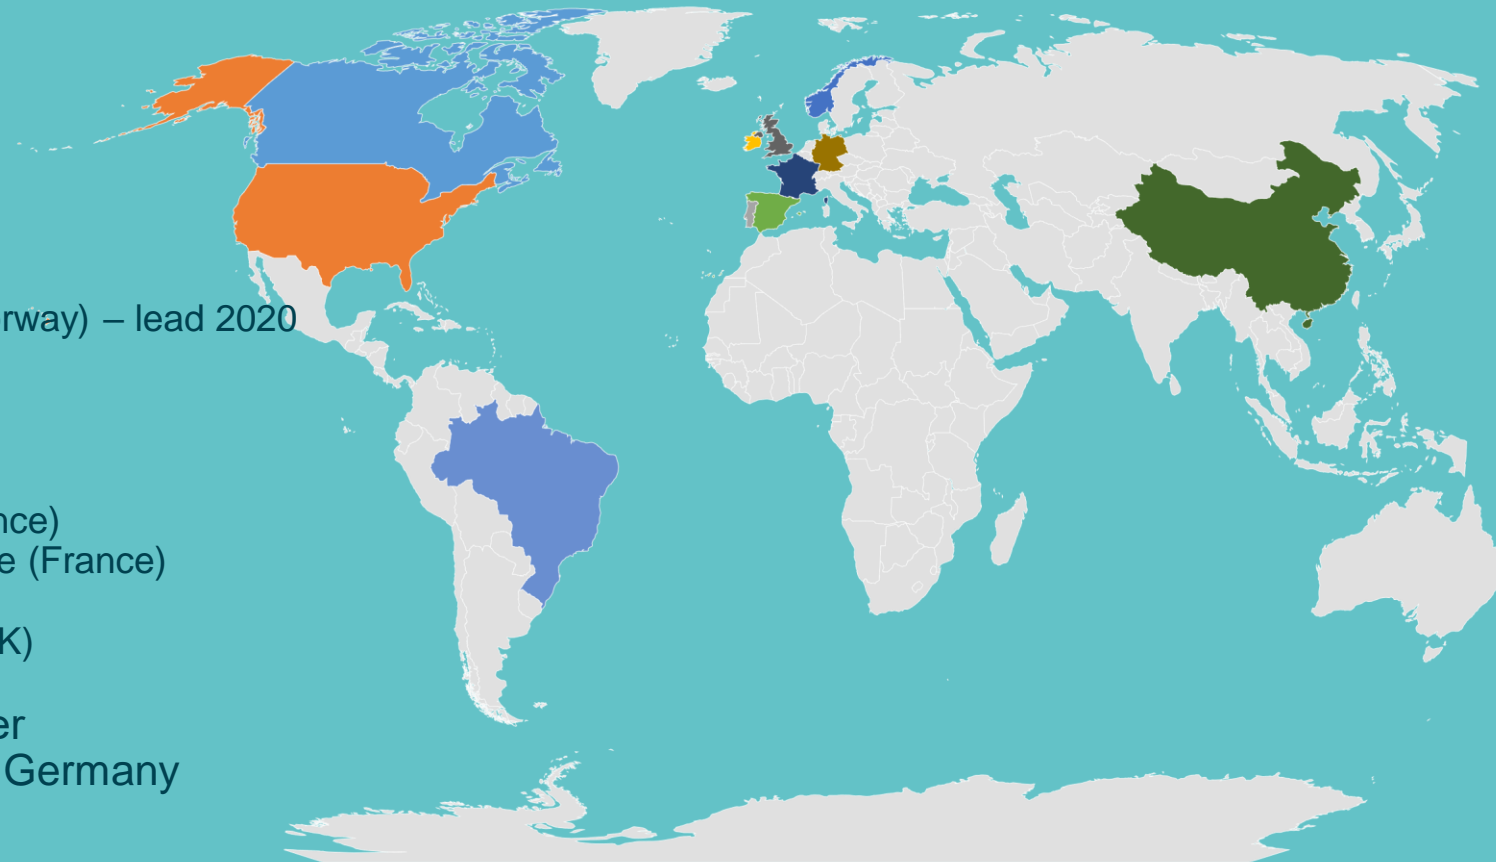 rway) – lead 2020
nce)
e (France)
K)
er
Germany